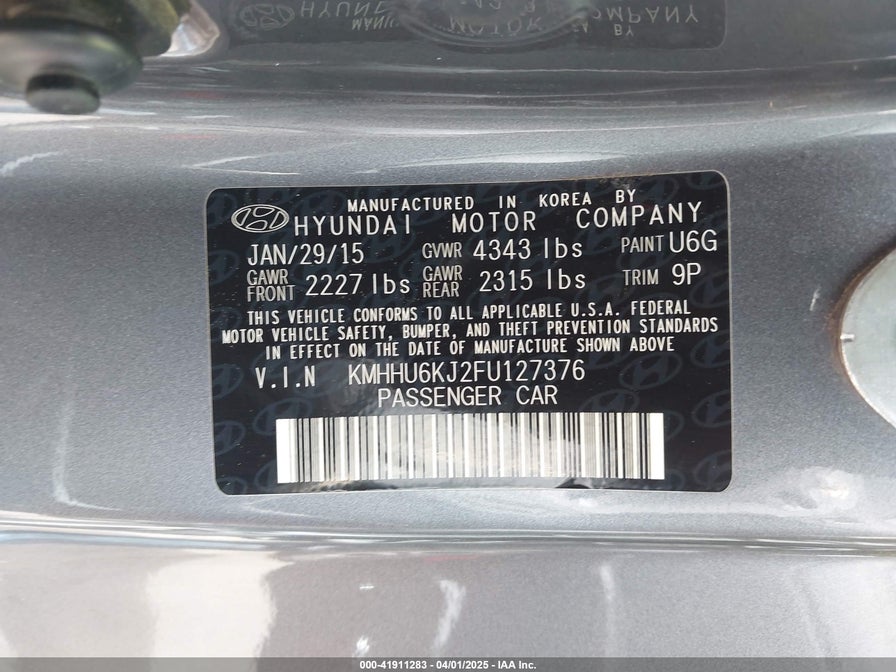 MANUFACTURED IN KOREA BY
HYUNDAI MOTOR COMPANY
JAN/29/15 GVWR 4343 lbs PAINT U6G
GAWR FRONT 2227 lbs GAWR REAR 2315 lbs TRIM 9P
THIS VEHICLE CONFORMS TO ALL APPLICABLE U.S.A. FEDERAL
MOTOR VEHICLE SAFETY, BUMPER, AND THEFT PREVENTION STANDARDS
IN EFFECT ON THE DATE OF MANUFACTURE SHOWN ABOVE
V.I.N KMHHU6KJ2FU127376
PASSENGER CAR
000-41911283 - 04/01/2025 - IAA Inc.